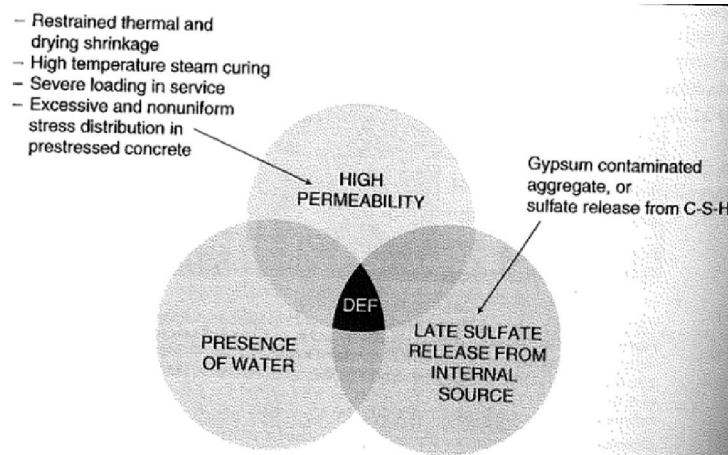 – Restrained thermal and
drying shrinkage
– High temperature steam curing
– Severe loading in service
– Excessive and nonuniform
stress distribution in
prestressed concrete
HIGH
PERMEABILITY
Gypsum contaminated
aggregate, or
sulfate release from C-S-H
DEF
PRESENCE
OF WATER
LATE SULFATE
RELEASE FROM
INTERNAL
SOURCE